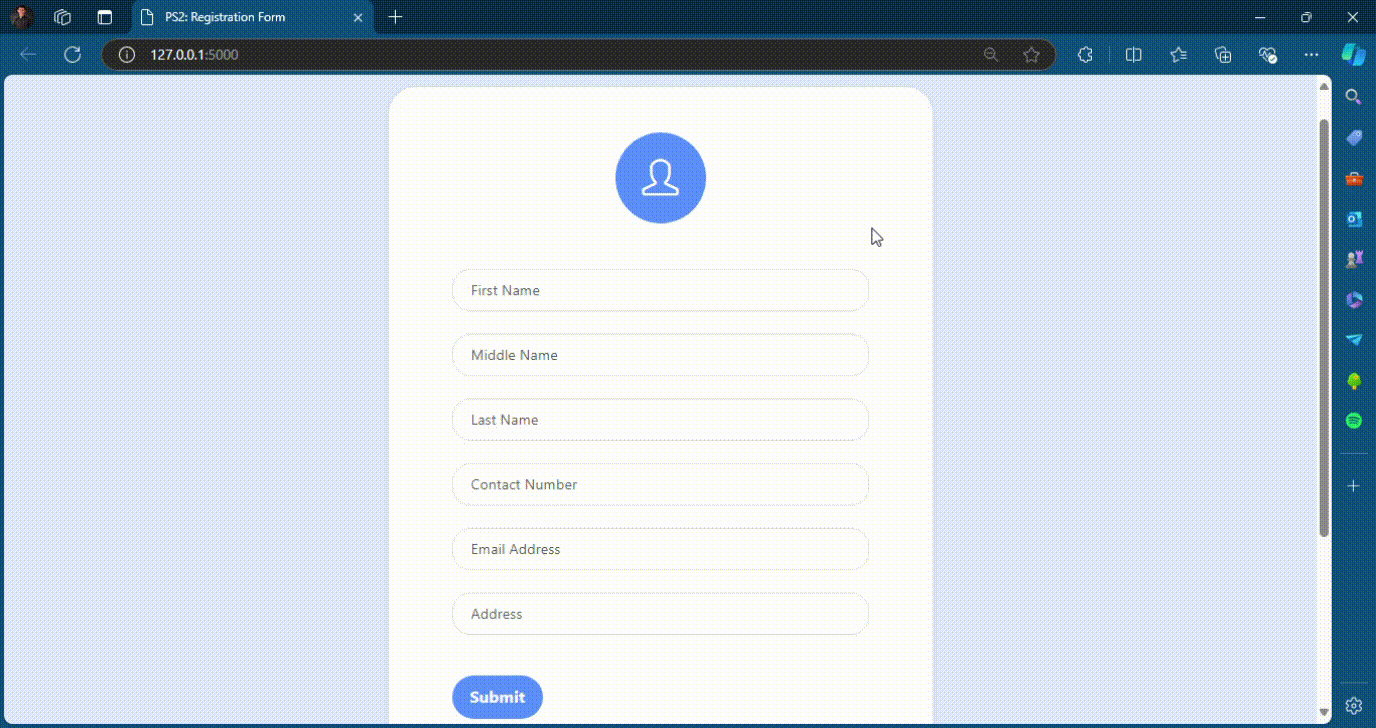 PS2: Registration Form
127.0.0.1:5000
First Name
Middle Name
Last Name
Contact Number
Email Address
Address
Submit